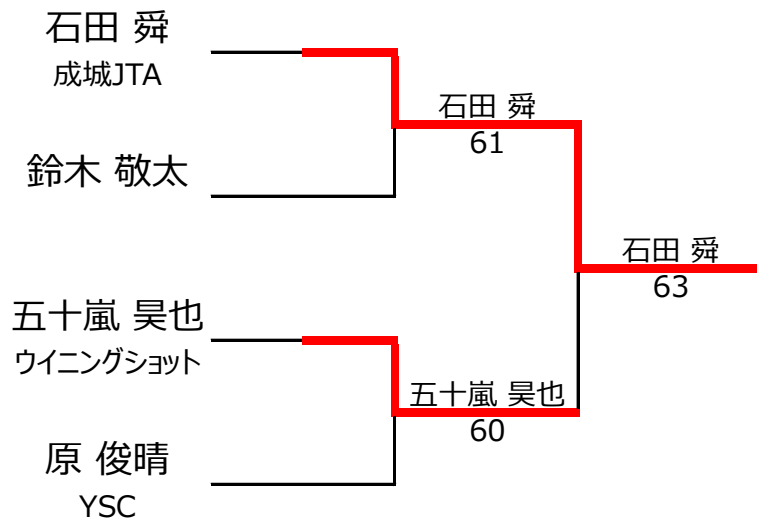 石田 舜
成城JTA
鈴木 敬太
五十嵐 昊也
ウイニングショット
原 俊晴
YSC
石田 舜
61
五十嵐 昊也
60
石田 舜
63